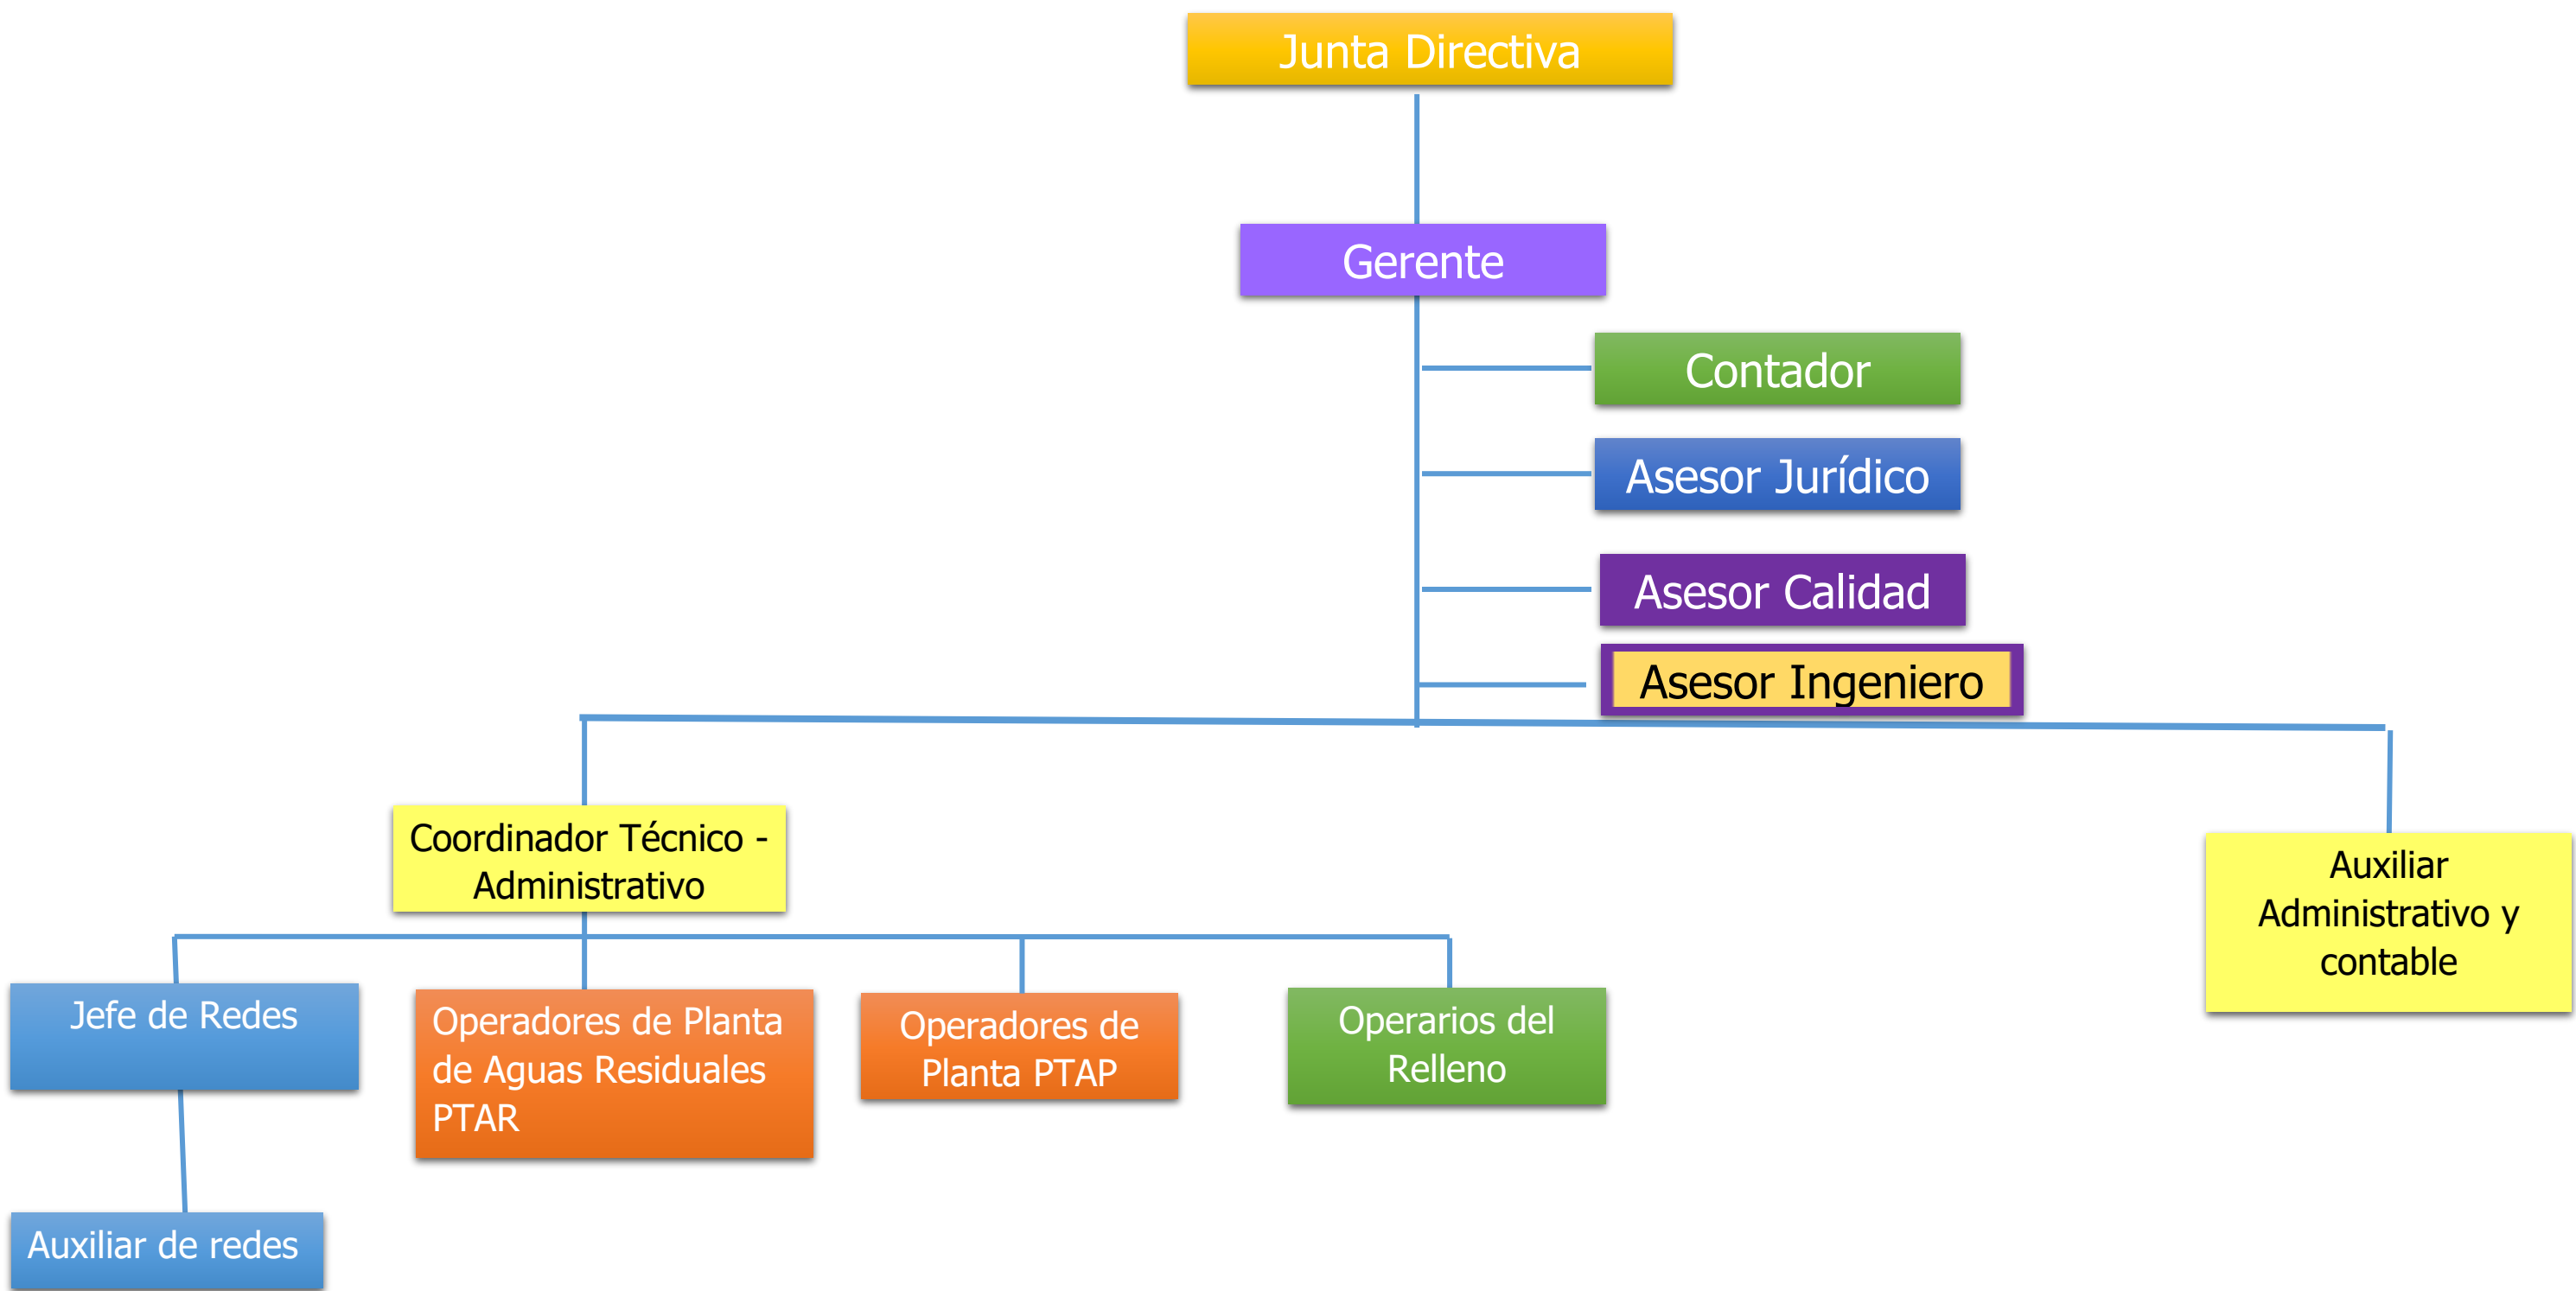 Junta Directiva
Gerente
Contador
Asesor Jurídico
Asesor Calidad
Asesor Ingeniero
Coordinador Técnico -
Administrativo
Auxiliar
Administrativo y
contable
Jefe de Redes
Operadores de Planta
de Aguas Residuales
PTAR
Operadores de
Planta PTAP
Operarios del
Relleno
Auxiliar de redes